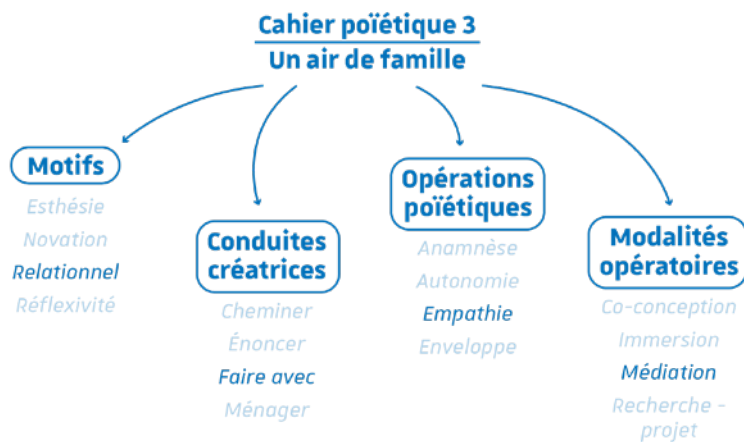 Cahier poïétique 3
Un air de famille
Motifs
Esthésie
Novation
Relationnel
Réflexivité
Conduites
créatrices
Cheminer
Énoncer
Faire avec
Ménager
Opérations
poïétiques
Anamnèse
Autonomie
Empathie
Enveloppe
Modalités
opératoires
Co-conception
Immersion
Médiation
Recherche -
projet